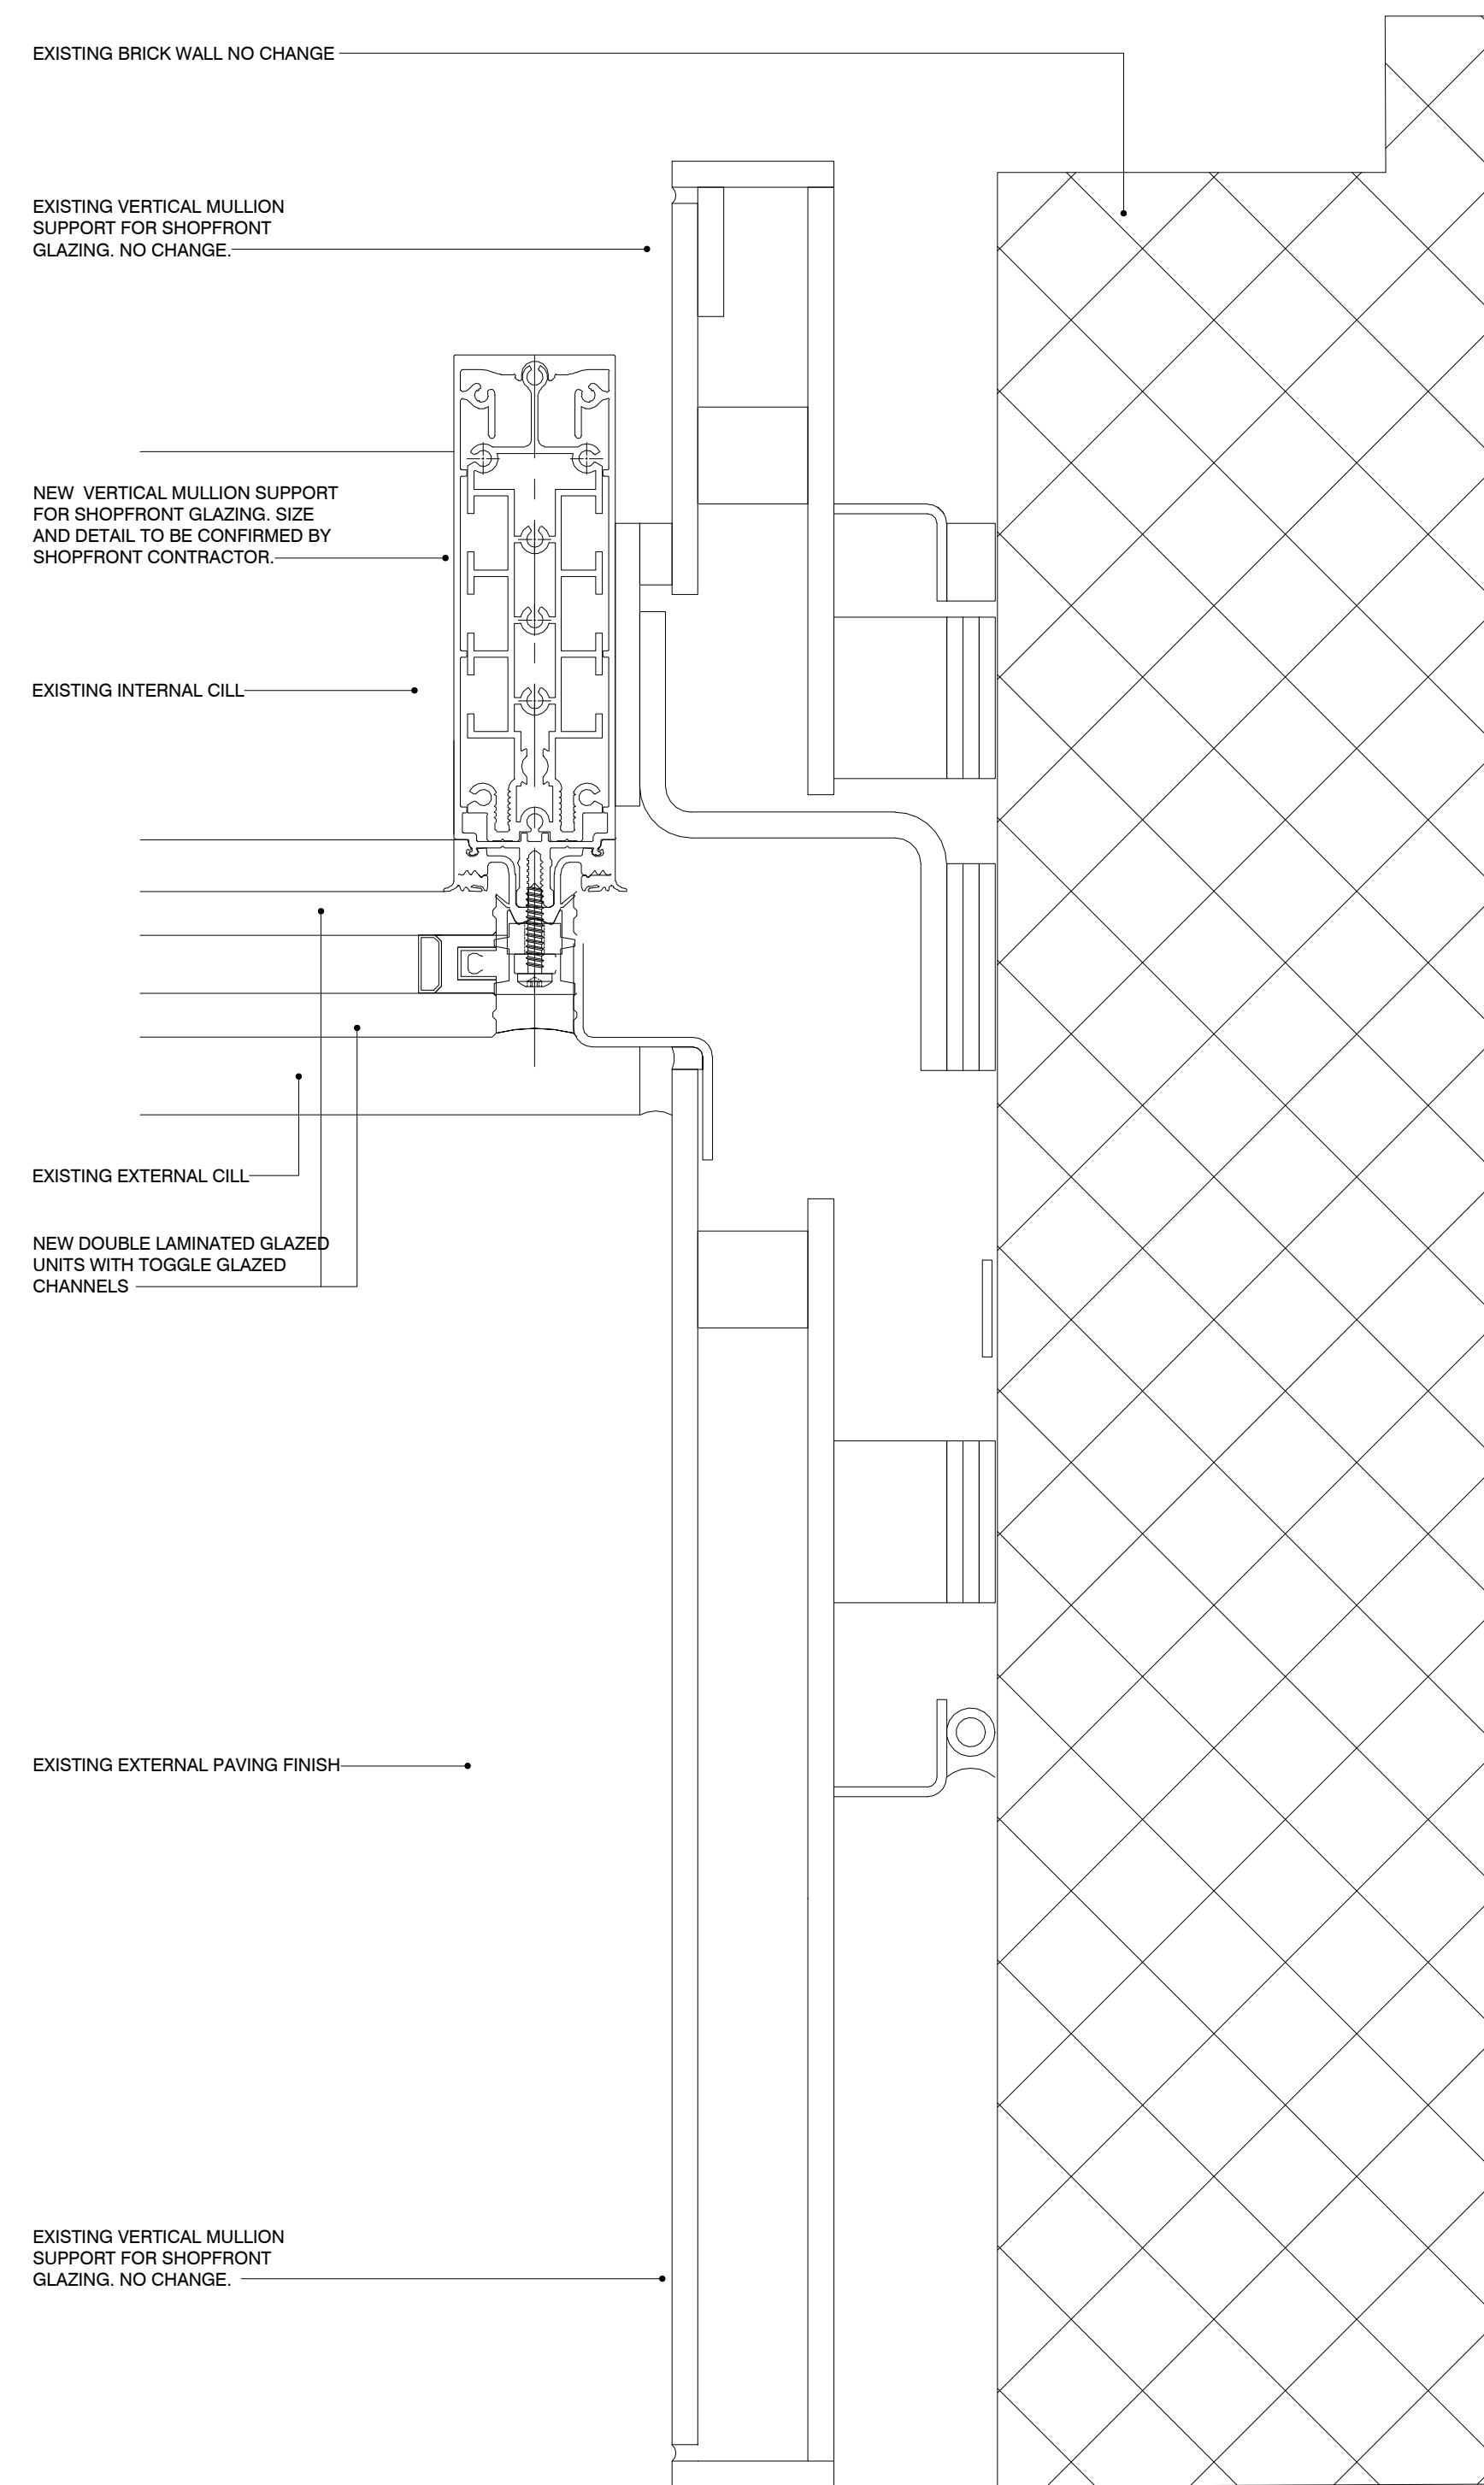 EXISTING BRICK WALL NO CHANGE
EXISTING VERTICAL MULLION
SUPPORT FOR SHOPFRONT
GLAZING. NO CHANGE.
NEW  VERTICAL MULLION SUPPORT
FOR SHOPFRONT GLAZING. SIZE
AND DETAIL TO BE CONFIRMED BY
SHOPFRONT CONTRACTOR.
EXISTING INTERNAL CILL
EXISTING EXTERNAL CILL
NEW DOUBLE LAMINATED GLAZED
UNITS WITH TOGGLE GLAZED
CHANNELS
EXISTING EXTERNAL PAVING FINISH
EXISTING VERTICAL MULLION
SUPPORT FOR SHOPFRONT
GLAZING. NO CHANGE.